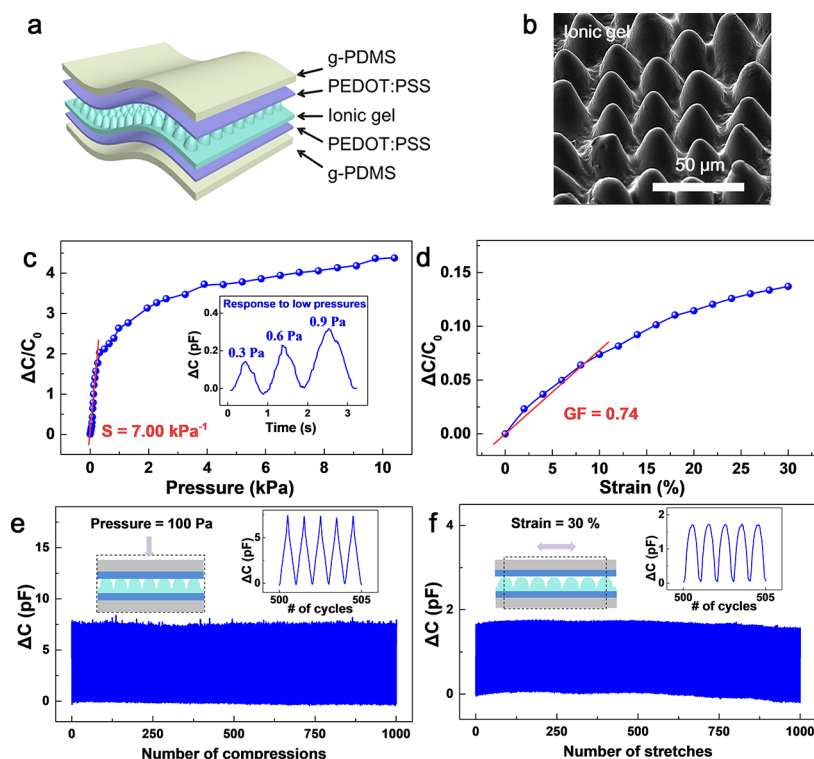 a
g-PDMS
PEDOT:PSS
Ionic gel
PEDOT:PSS
g-PDMS
b
Ionic gel
50 μm
c
ΔC/C0
4
3
2
1
0
0 2 4 6 8 10
Pressure (kPa)
S = 7.00 kPa-1
Response to low pressures
0.3 Pa
0.6 Pa
0.9 Pa
ΔC (pF)
0.4
0.2
0.0
0 1 2 3
Time (s)
d
ΔC/C0
0.15
0.10
0.05
0.00
0 5 10 15 20 25 30
Strain (%)
GF = 0.74
e
Pressure = 100 Pa
ΔC (pF)
15
10
5
0
0 250 500 750 1000
Number of compressions
ΔC (pF)
5
0
500 505
# of cycles
f
Strain = 30 %
ΔC (pF)
4
2
0
0 250 500 750 1000
Number of stretches
ΔC (pF)
2
1
0
500 505
# of cycles